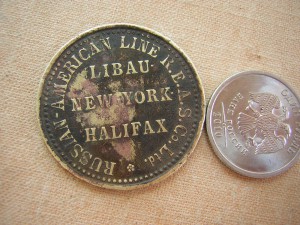 RUSSIAN-AMERICAN LINE R.E.A.S. Co., Ltd.
LIBAU-
NEW-YORK
HALIFAX